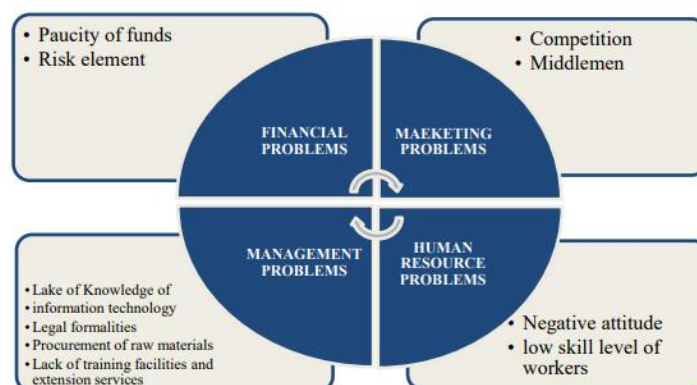 • Paucity of funds
• Risk element
• Competition
• Middlemen
FINANCIAL
PROBLEMS
MAEKETING
PROBLEMS
MANAGEMENT
PROBLEMS
HUMAN
RESOURCE
PROBLEMS
• Lake of Knowledge of
• information technology
• Legal formalities
• Procurement of raw materials
• Lack of training facilities and
extension services
• Negative attitude
• low skill level of
workers